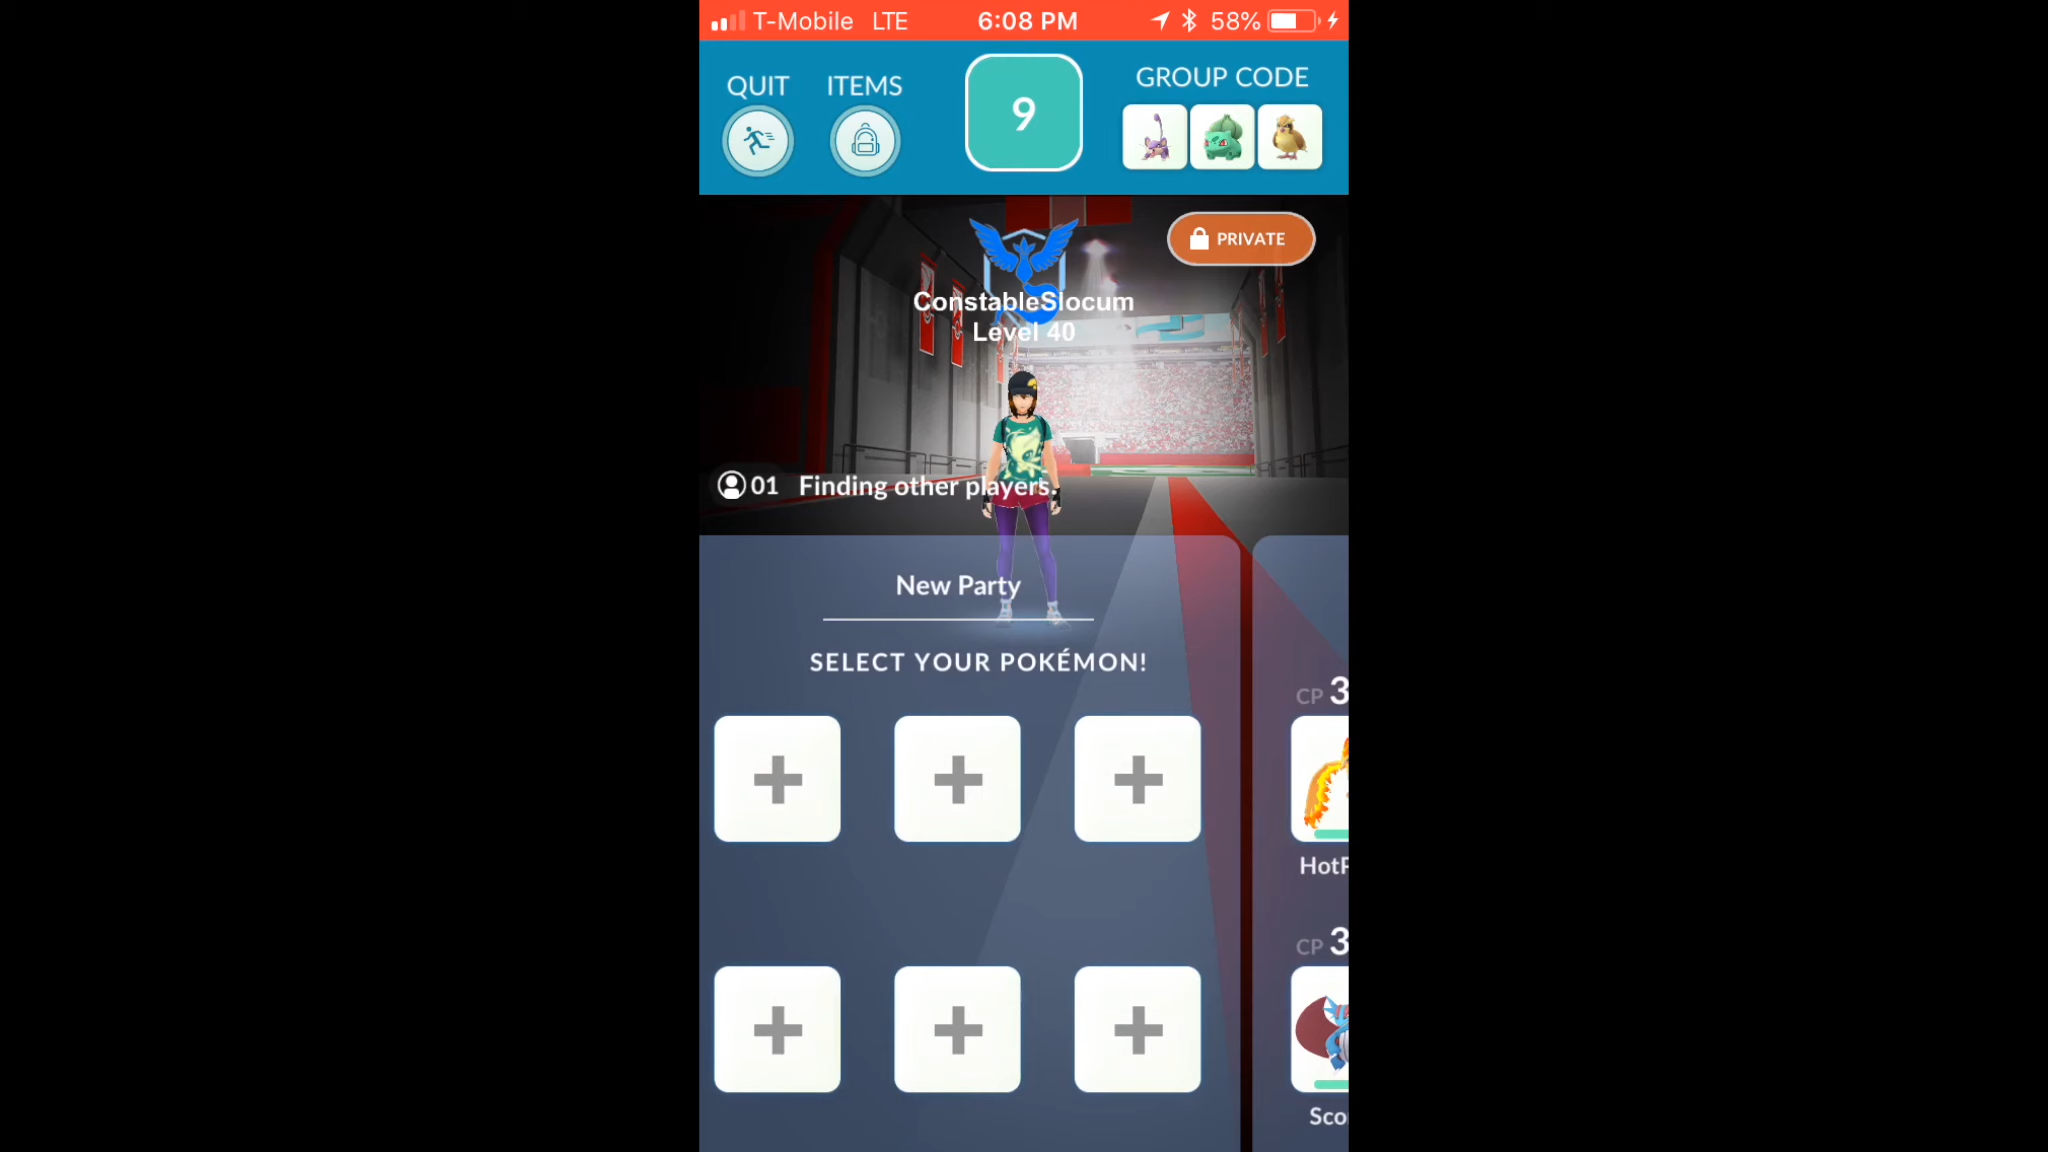 T-Mobile LTE 6:08 PM 58%
QUIT ITEMS 9 GROUP CODE
PRIVATE
ConstableSlocum
Level 40
01 Finding other players.
New Party
SELECT YOUR POKÉMON!
CP 3
HotP
CP 3
Sco